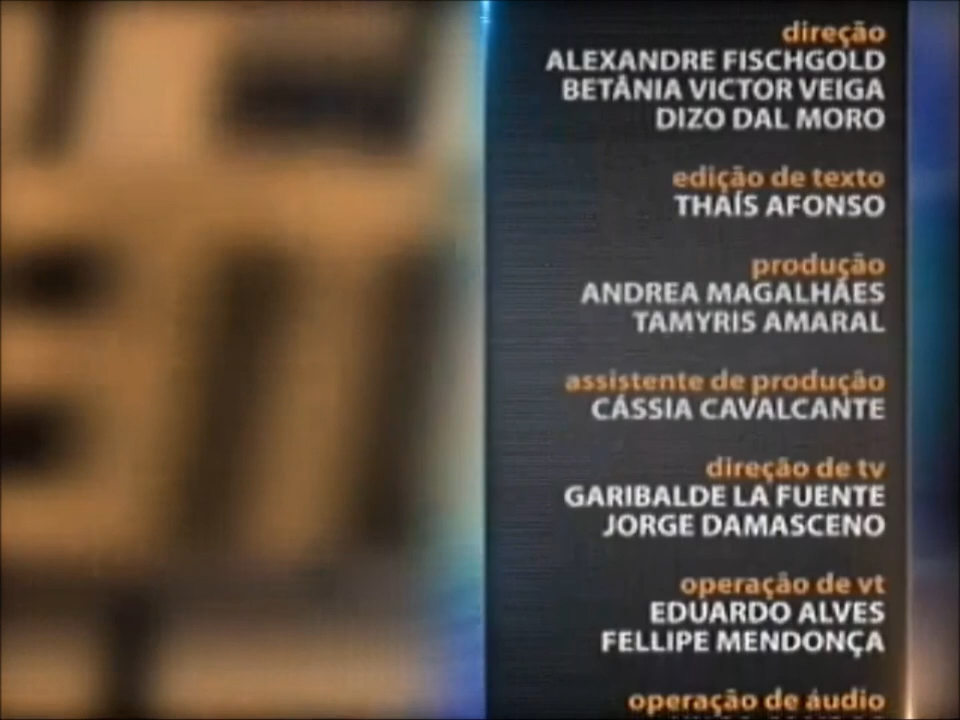 direção
ALEXANDRE FISCHGOLD
BETÂNIA VICTOR VEIGA
DIZO DAL MORO
edição de texto
THAÍS AFONSO
produção
ANDREA MAGALHÃES
TAMYRIS AMARAL
assistente de produção
CÁSSIA CAVALCANTE
direção de tv
GARIBALDE LA FUENTE
JORGE DAMASCENO
operação de vt
EDUARDO ALVES
FELLIPE MENDONÇA
operação de áudio